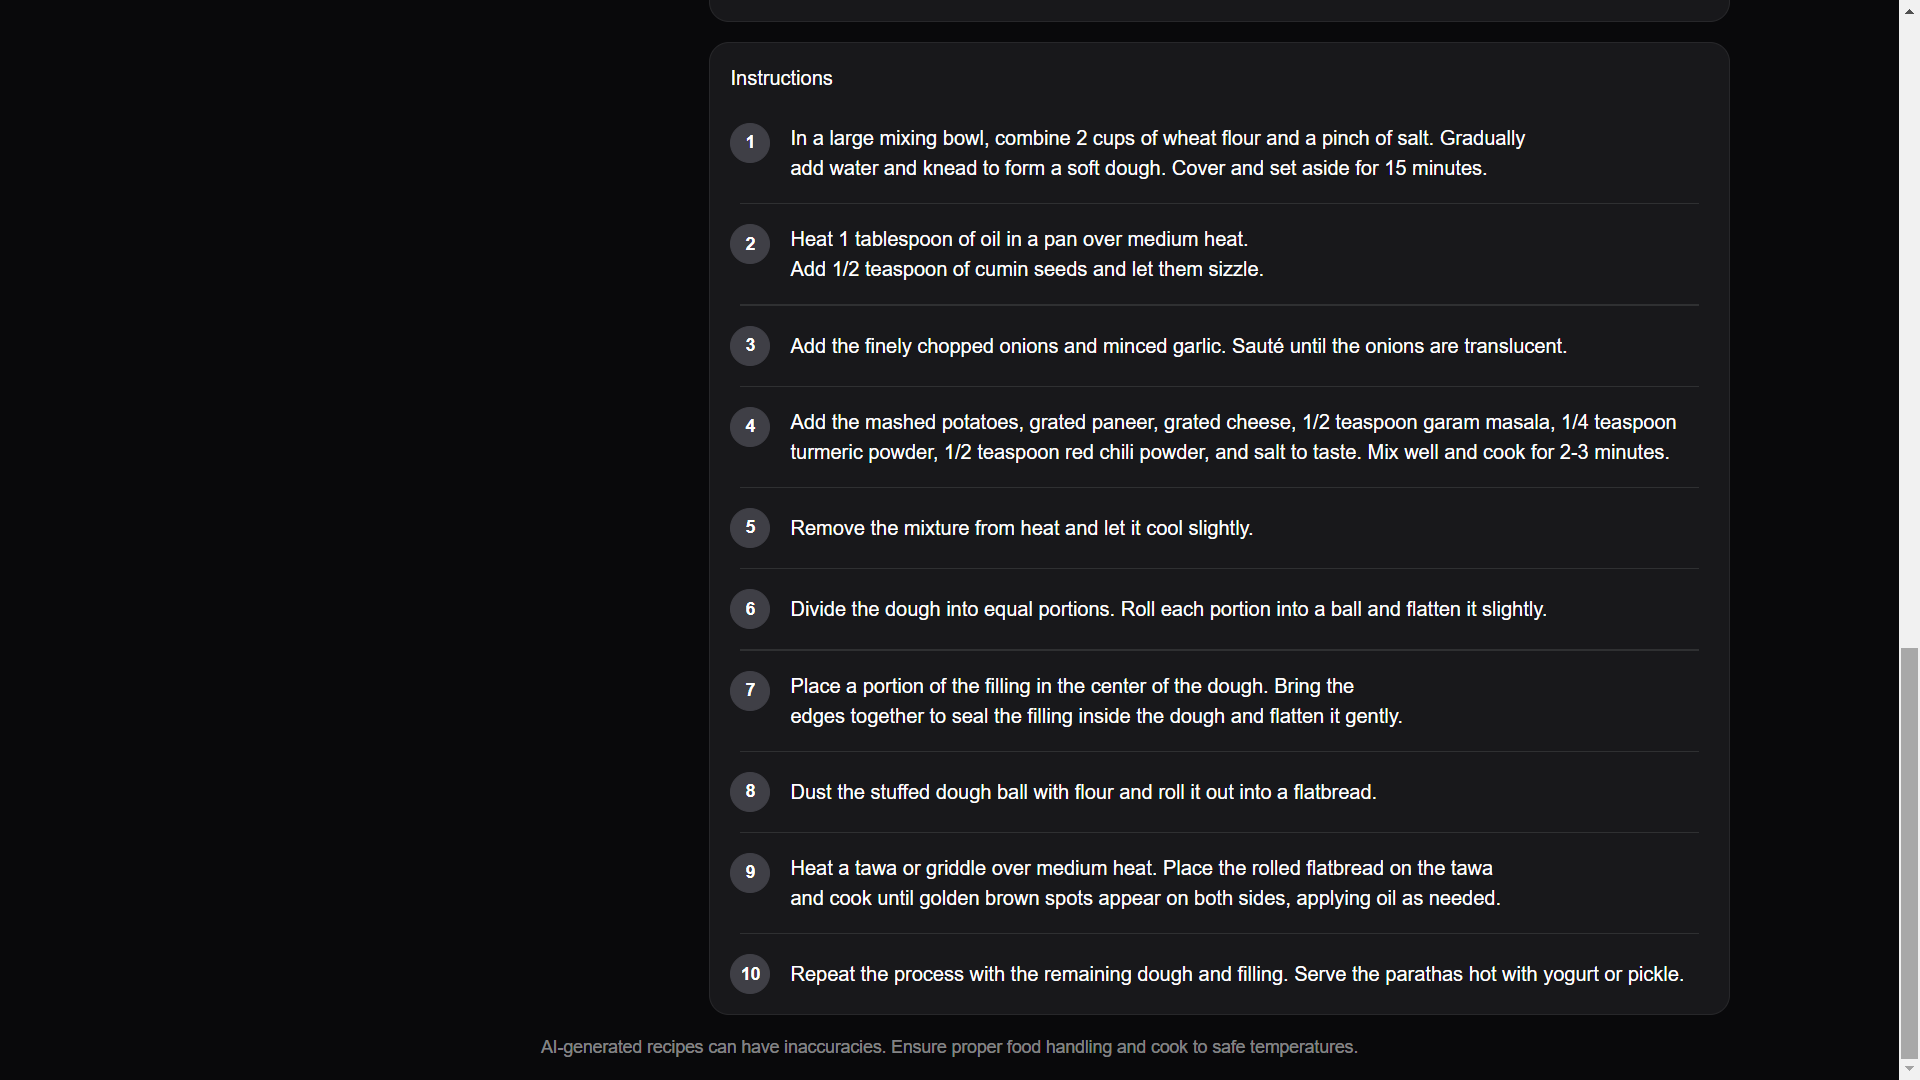 Instructions
1
In a large mixing bowl, combine 2 cups of wheat flour and a pinch of salt. Gradually
add water and knead to form a soft dough. Cover and set aside for 15 minutes.
2
Heat 1 tablespoon of oil in a pan over medium heat.
Add 1/2 teaspoon of cumin seeds and let them sizzle.
3
Add the finely chopped onions and minced garlic. Sauté until the onions are translucent.
4
Add the mashed potatoes, grated paneer, grated cheese, 1/2 teaspoon garam masala, 1/4 teaspoon
turmeric powder, 1/2 teaspoon red chili powder, and salt to taste. Mix well and cook for 2-3 minutes.
5
Remove the mixture from heat and let it cool slightly.
6
Divide the dough into equal portions. Roll each portion into a ball and flatten it slightly.
7
Place a portion of the filling in the center of the dough. Bring the
edges together to seal the filling inside the dough and flatten it gently.
8
Dust the stuffed dough ball with flour and roll it out into a flatbread.
9
Heat a tawa or griddle over medium heat. Place the rolled flatbread on the tawa
and cook until golden brown spots appear on both sides, applying oil as needed.
10
Repeat the process with the remaining dough and filling. Serve the parathas hot with yogurt or pickle.
AI-generated recipes can have inaccuracies. Ensure proper food handling and cook to safe temperatures.